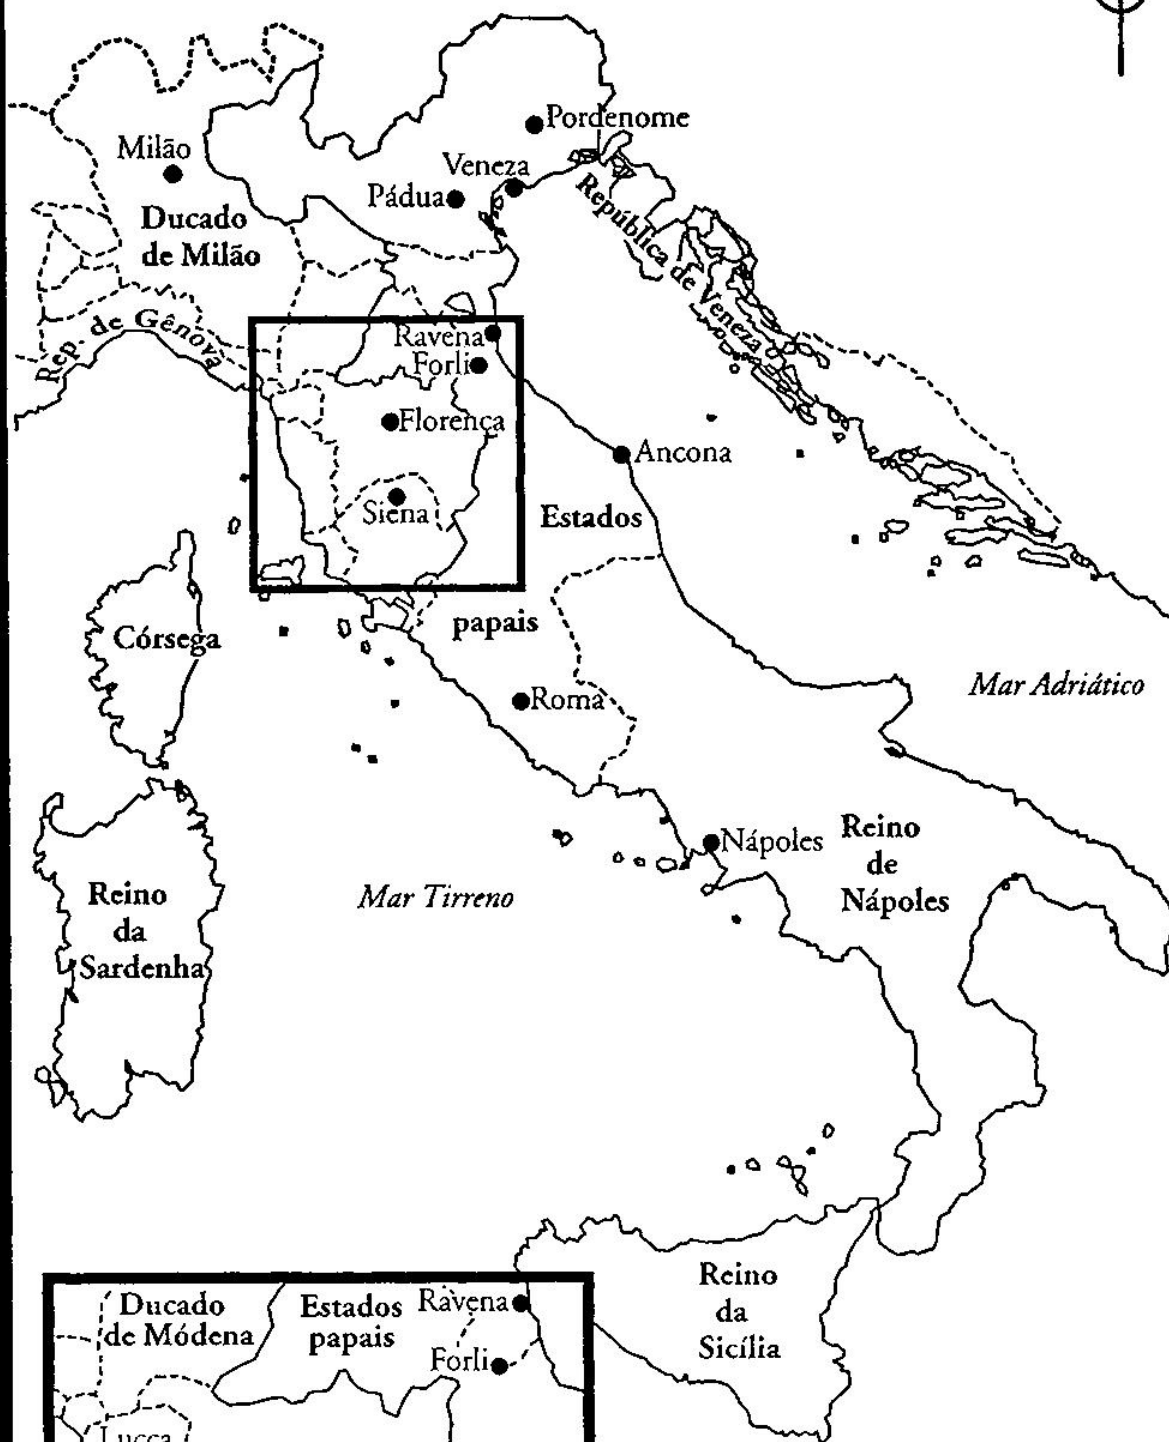 Pordenome
Milão
Veneza
Pádua
Ducado
de Milão
República de Veneza
Rep. de Gênova
Ravena
Forli
Florença
Ancona
Siena
Estados
papais
Córsega
Mar Adriático
Roma
Nápoles
Reino
de
Nápoles
Mar Tirreno
Reino
da
Sardenha
Reino
da
Sicília
Ducado
de Módena
Estados
papais
Ravena
Forli
Lucca